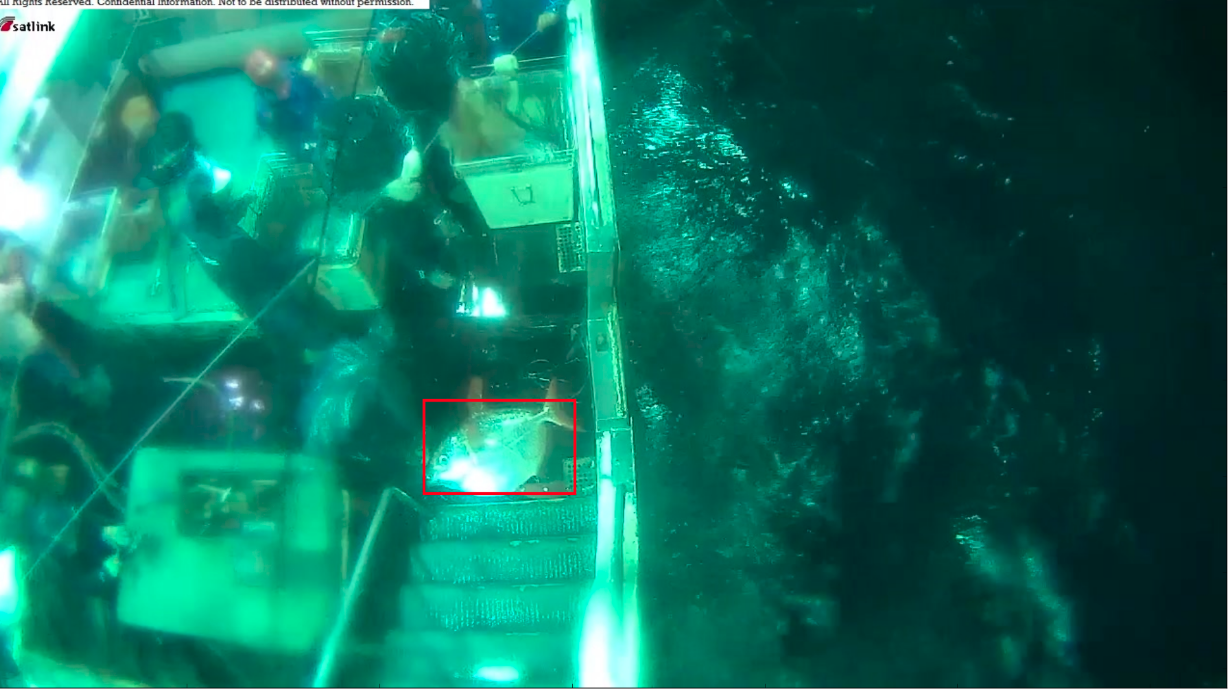 All Rights Reserved. Confidential information. Not to be distributed without permission.
satlink